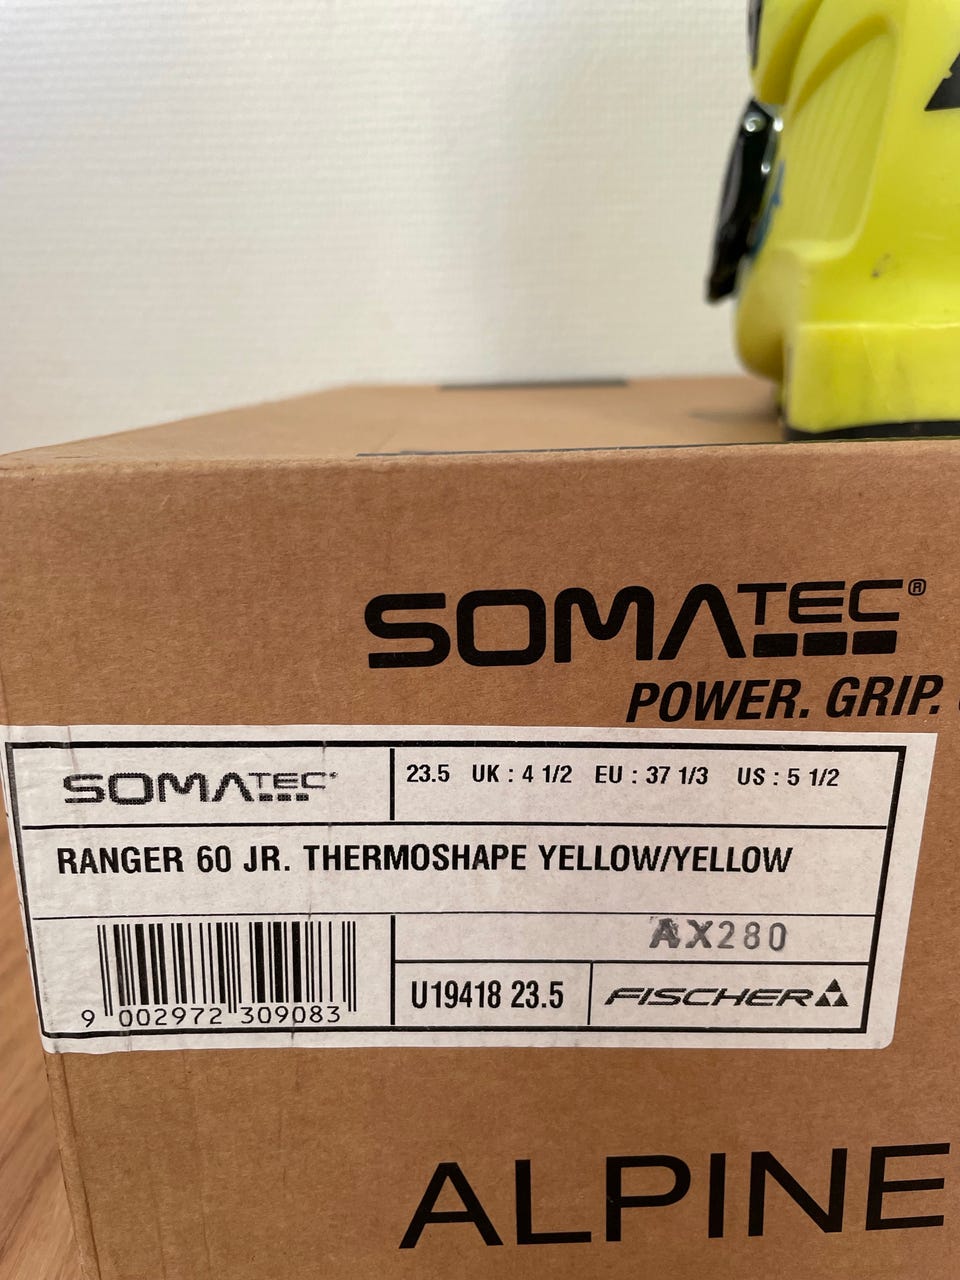 SOMATEC®
POWER. GRIP.
SOMATEC
23.5 UK : 4 1/2 EU : 37 1/3 US : 5 1/2
RANGER 60 JR. THERMOSHAPE YELLOW/YELLOW
AX280
9 002972 309083
U19418 23.5
FISCHER
ALPINE